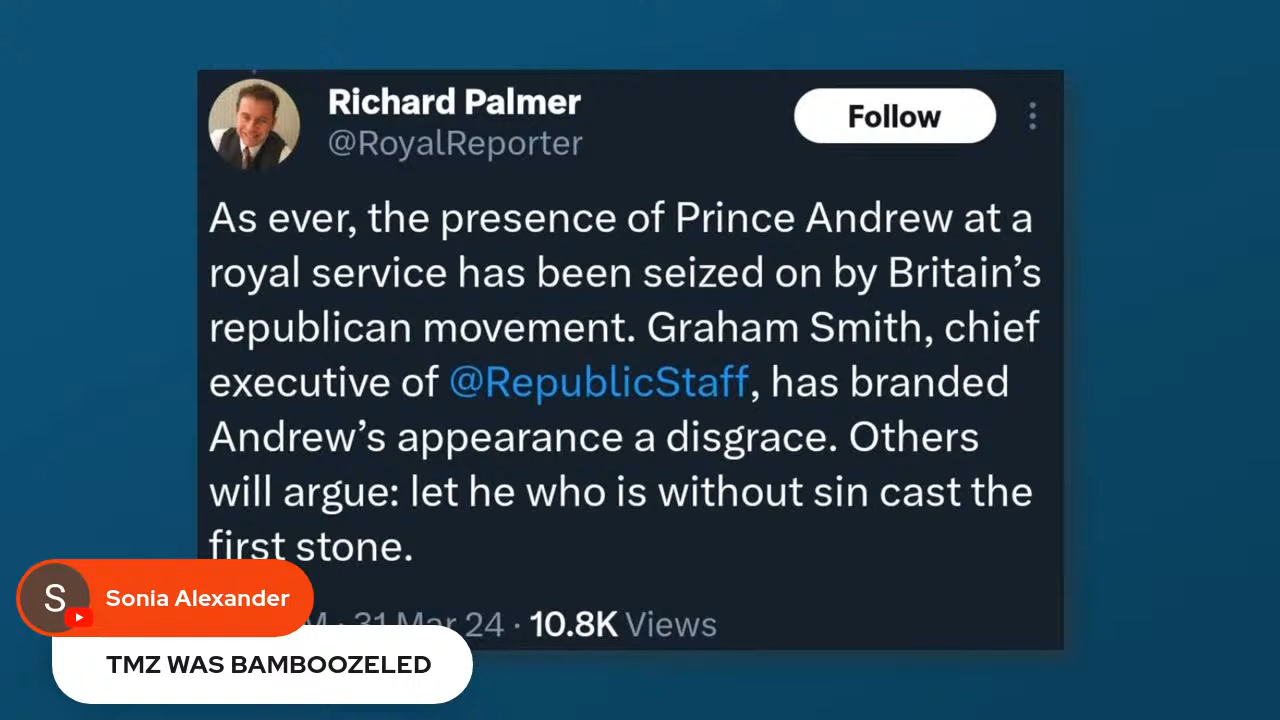 Richard Palmer
@RoyalReporter
Follow
As ever, the presence of Prince Andrew at a
royal service has been seized on by Britain's
republican movement. Graham Smith, chief
executive of @RepublicStaff, has branded
Andrew's appearance a disgrace. Others
will argue: let he who is without sin cast the
first stone.
31 Mar 24 · 10.8K Views
S
Sonia Alexander
TMZ WAS BAMBOOZELED